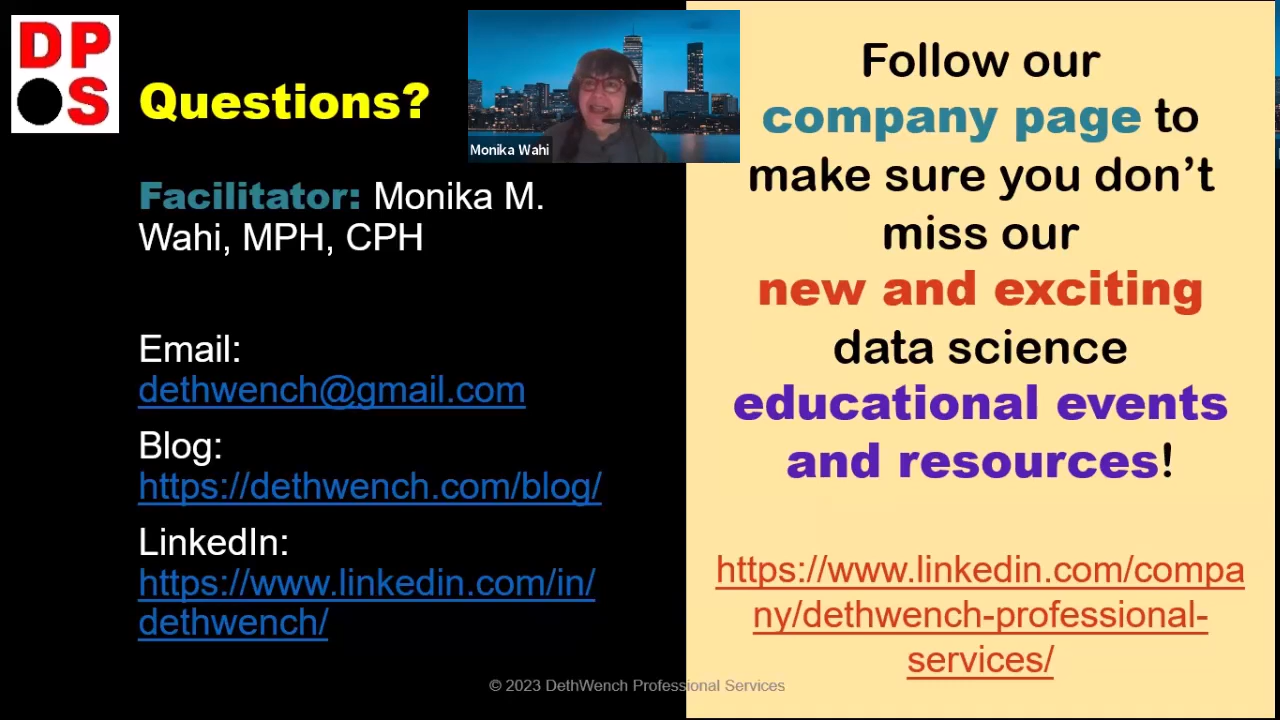 DP
S
Questions?
Monika Wahi
Facilitator: Monika M.
Wahi, MPH, CPH
Email:
dethwench@gmail.com
Blog:
https://dethwench.com/blog/
LinkedIn:
https://www.linkedin.com/in/
dethwench/
Follow our
company page to
make sure you don’t
miss our
new and exciting
data science
educational events
and resources!
https://www.linkedin.com/compa
ny/dethwench-professional-
services/
© 2023 DethWench Professional Services